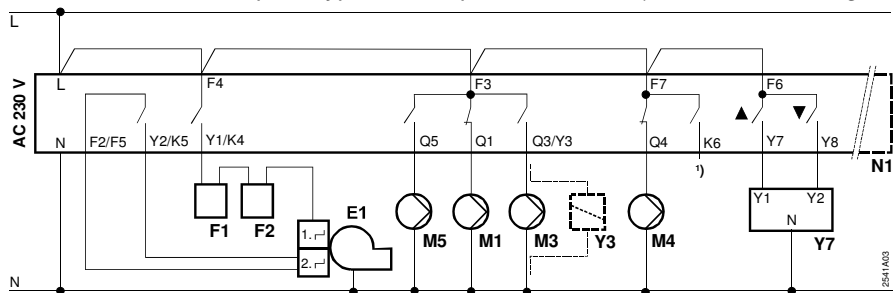 L
AC 230 V
L F4 F3 F7 F6
N F2/F5 Y2/K5 Y1/K4 Q5 Q1 Q3/Y3 Q4 K6 Y7 Y8
¹)
N1
F1 F2 E1
1.
2.
M5 M1 M3 Y3 M4
Y1 Y2
N
Y7
N
2541A03